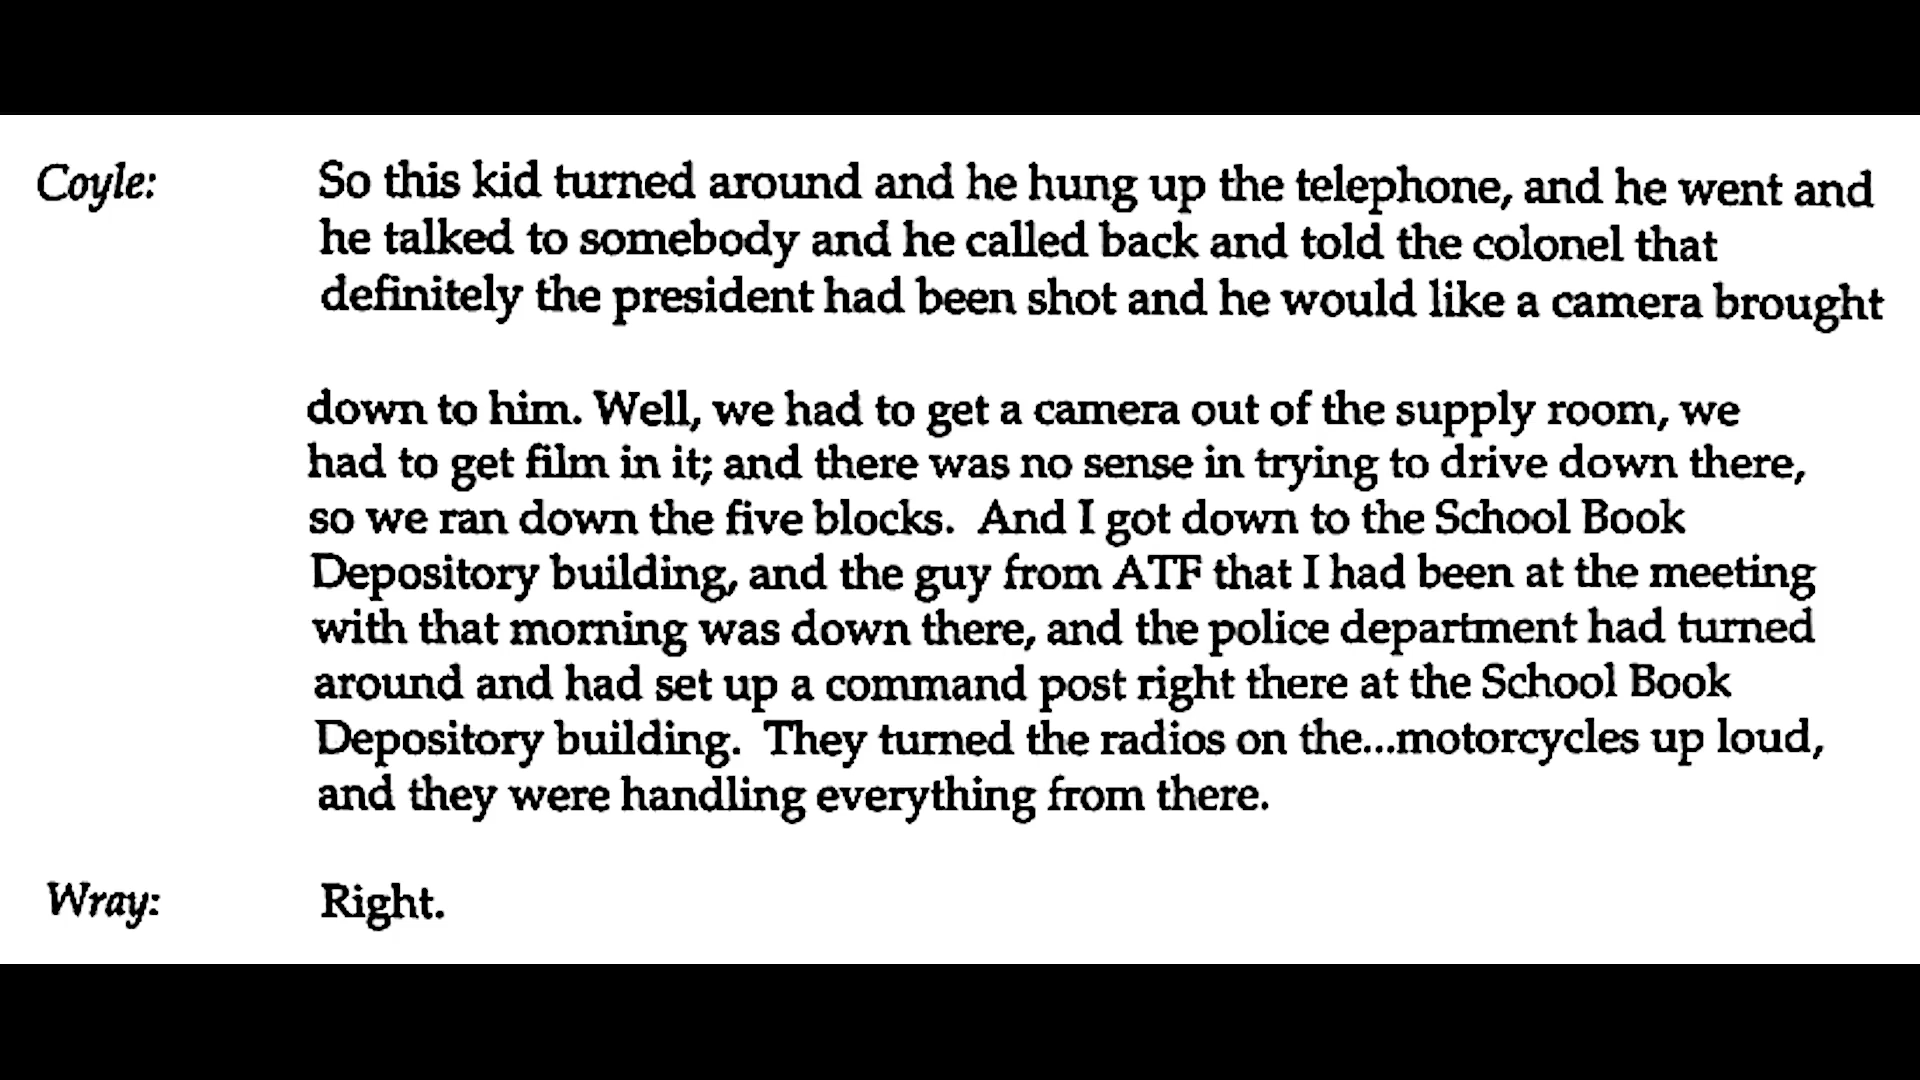 Coyle: So this kid turned around and he hung up the telephone, and he went and
he talked to somebody and he called back and told the colonel that
definitely the president had been shot and he would like a camera brought
down to him. Well, we had to get a camera out of the supply room, we
had to get film in it; and there was no sense in trying to drive down there,
so we ran down the five blocks. And I got down to the School Book
Depository building, and the guy from ATF that I had been at the meeting
with that morning was down there, and the police department had turned
around and had set up a command post right there at the School Book
Depository building. They turned the radios on the...motorcycles up loud,
and they were handling everything from there.
Wray: Right.